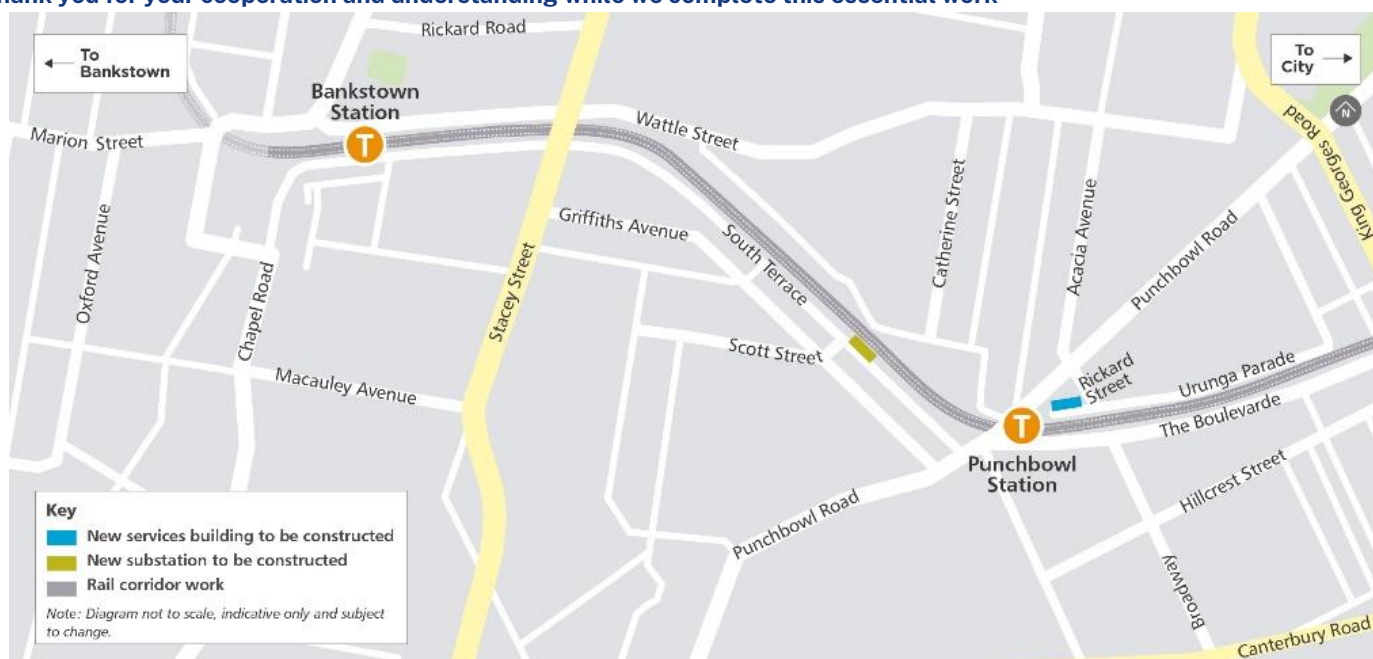 thank you for your cooperation and understanding while we complete this essential work
To
Bankstown
Rickard Road
To
City
Bankstown
Station
N
Marion Street
T
Wattle Street
King Georges Road
Oxford Avenue
Griffiths Avenue
South Terrace
Catherine Street
Acacia Avenue
Punchbowl Road
Chapel Road
Stacey Street
Scott Street
Macauley Avenue
Rickard
Street
Urunga Parade
T
The Boulevarde
Punchbowl
Station
Hillcrest Street
Punchbowl Road
Broadway
Canterbury Road
King
Key
New services building to be constructed
New substation to be constructed
Rail corridor work
Note: Diagram not to scale, indicative only and subject
to change.